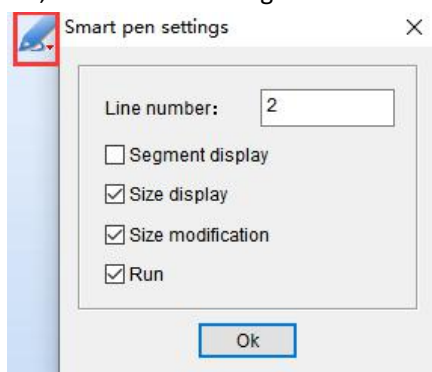 Smart pen settings
Line number: 2
Segment display
Size display
Size modification
Run
Ok